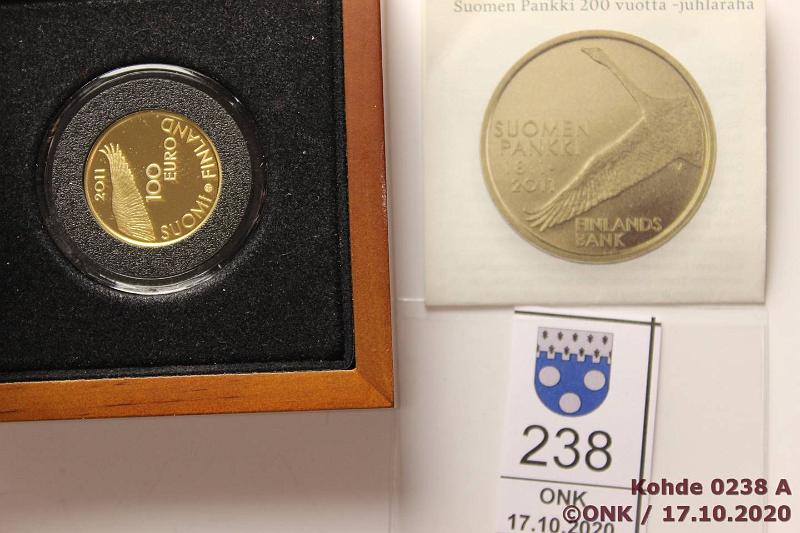 Suomen Pankki 200 vuotta -juhlaraha
2011
100
EURO
SUOMI FINLAND
SUOMEN
PANKKI
2011
FINLANDS
BANK
238
ONK
17.10.2020
Kohde 0238 A
©ONK / 17.10.2020